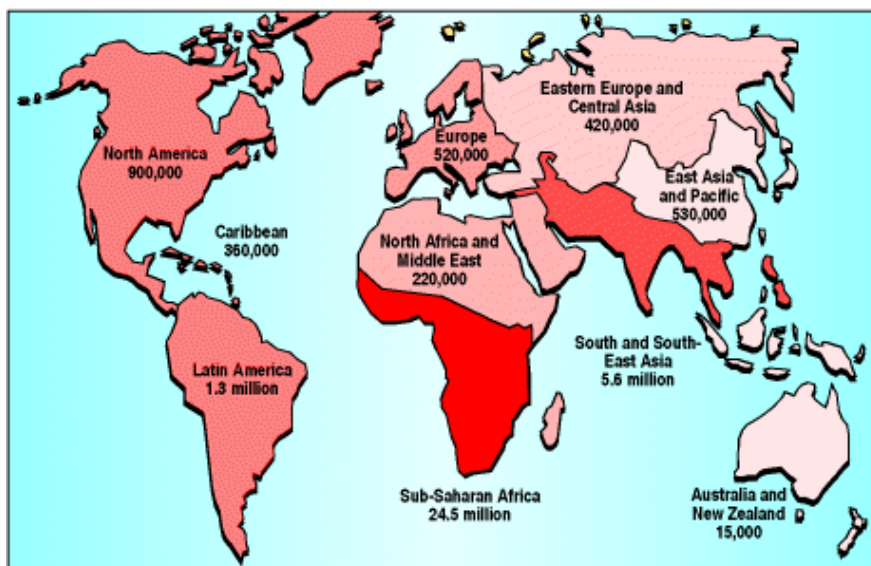 North America
900,000
Caribbean
360,000
Latin America
1.3 million
Europe
520,000
Eastern Europe and
Central Asia
420,000
East Asia
and Pacific
530,000
North Africa and
Middle East
220,000
South and South-
East Asia
5.6 million
Sub-Saharan Africa
24.5 million
Australia and
New Zealand
15,000